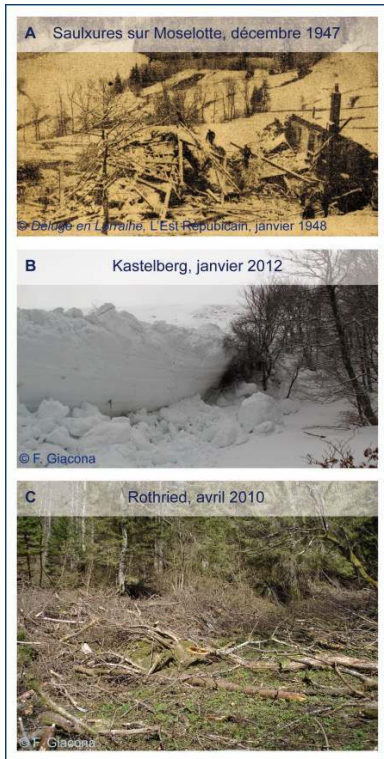 A Saulxures sur Moselotte, décembre 1947
© Déluge en Lorraine, L'Est Républicain, janvier 1948
B Kastelberg, janvier 2012
© F. Giacona
C Rothried, avril 2010
© F. Giacona